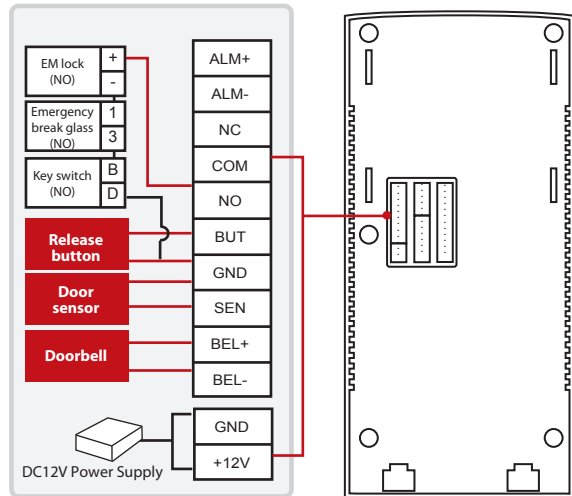 EM lock
(NO)
+
-
Emergency
break glass
(NO)
1
3
Key switch
(NO)
B
D
Release
button
Door
sensor
Doorbell
DC12V Power Supply
ALM+
ALM-
NC
COM
NO
BUT
GND
SEN
BEL+
BEL-
GND
+12V